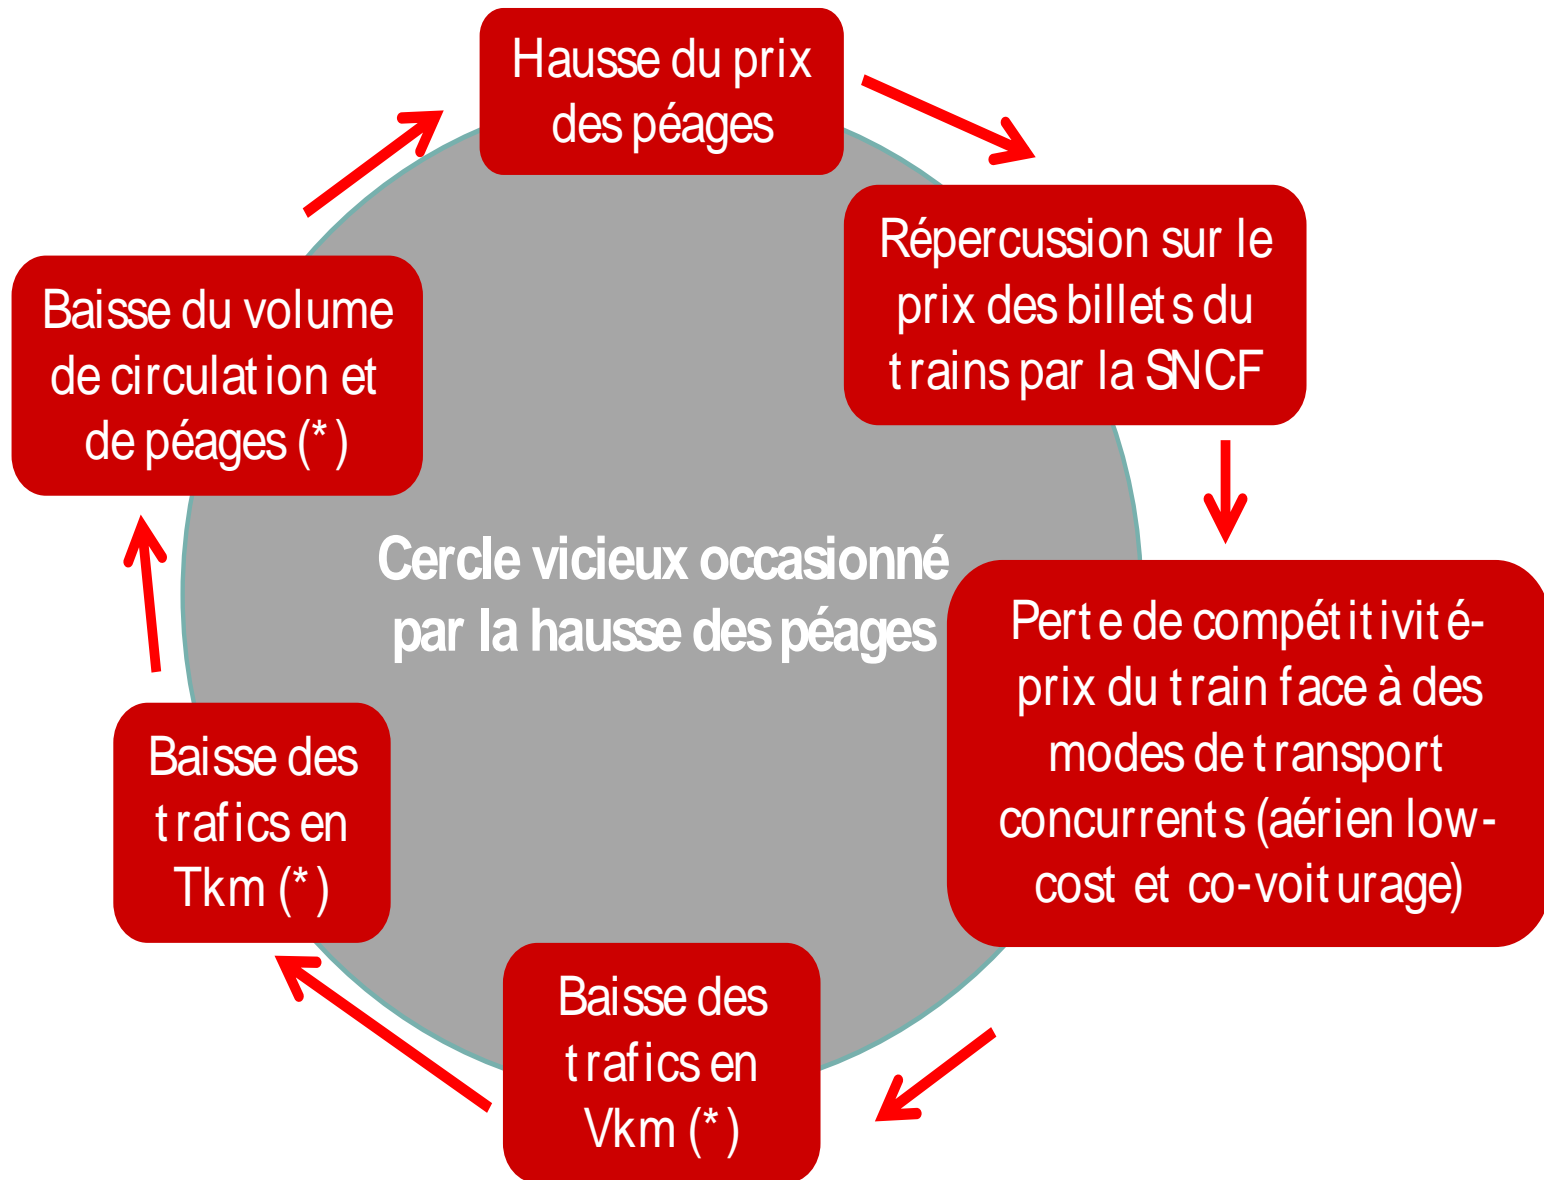 Hausse du prix
des péages
Répercussion sur le
prix des billets du
trains par la SNCF
Perte de compétitivité-
prix du train face à des
modes de transport
concurrents (aérien low-
cost et co-voiturage)
Baisse des
trafics en
Vkm (*)
Baisse des
trafics en
Tkm (*)
Baisse du volume
de circulation et
de péages (*)
Cercle vicieux occasionné
par la hausse des péages